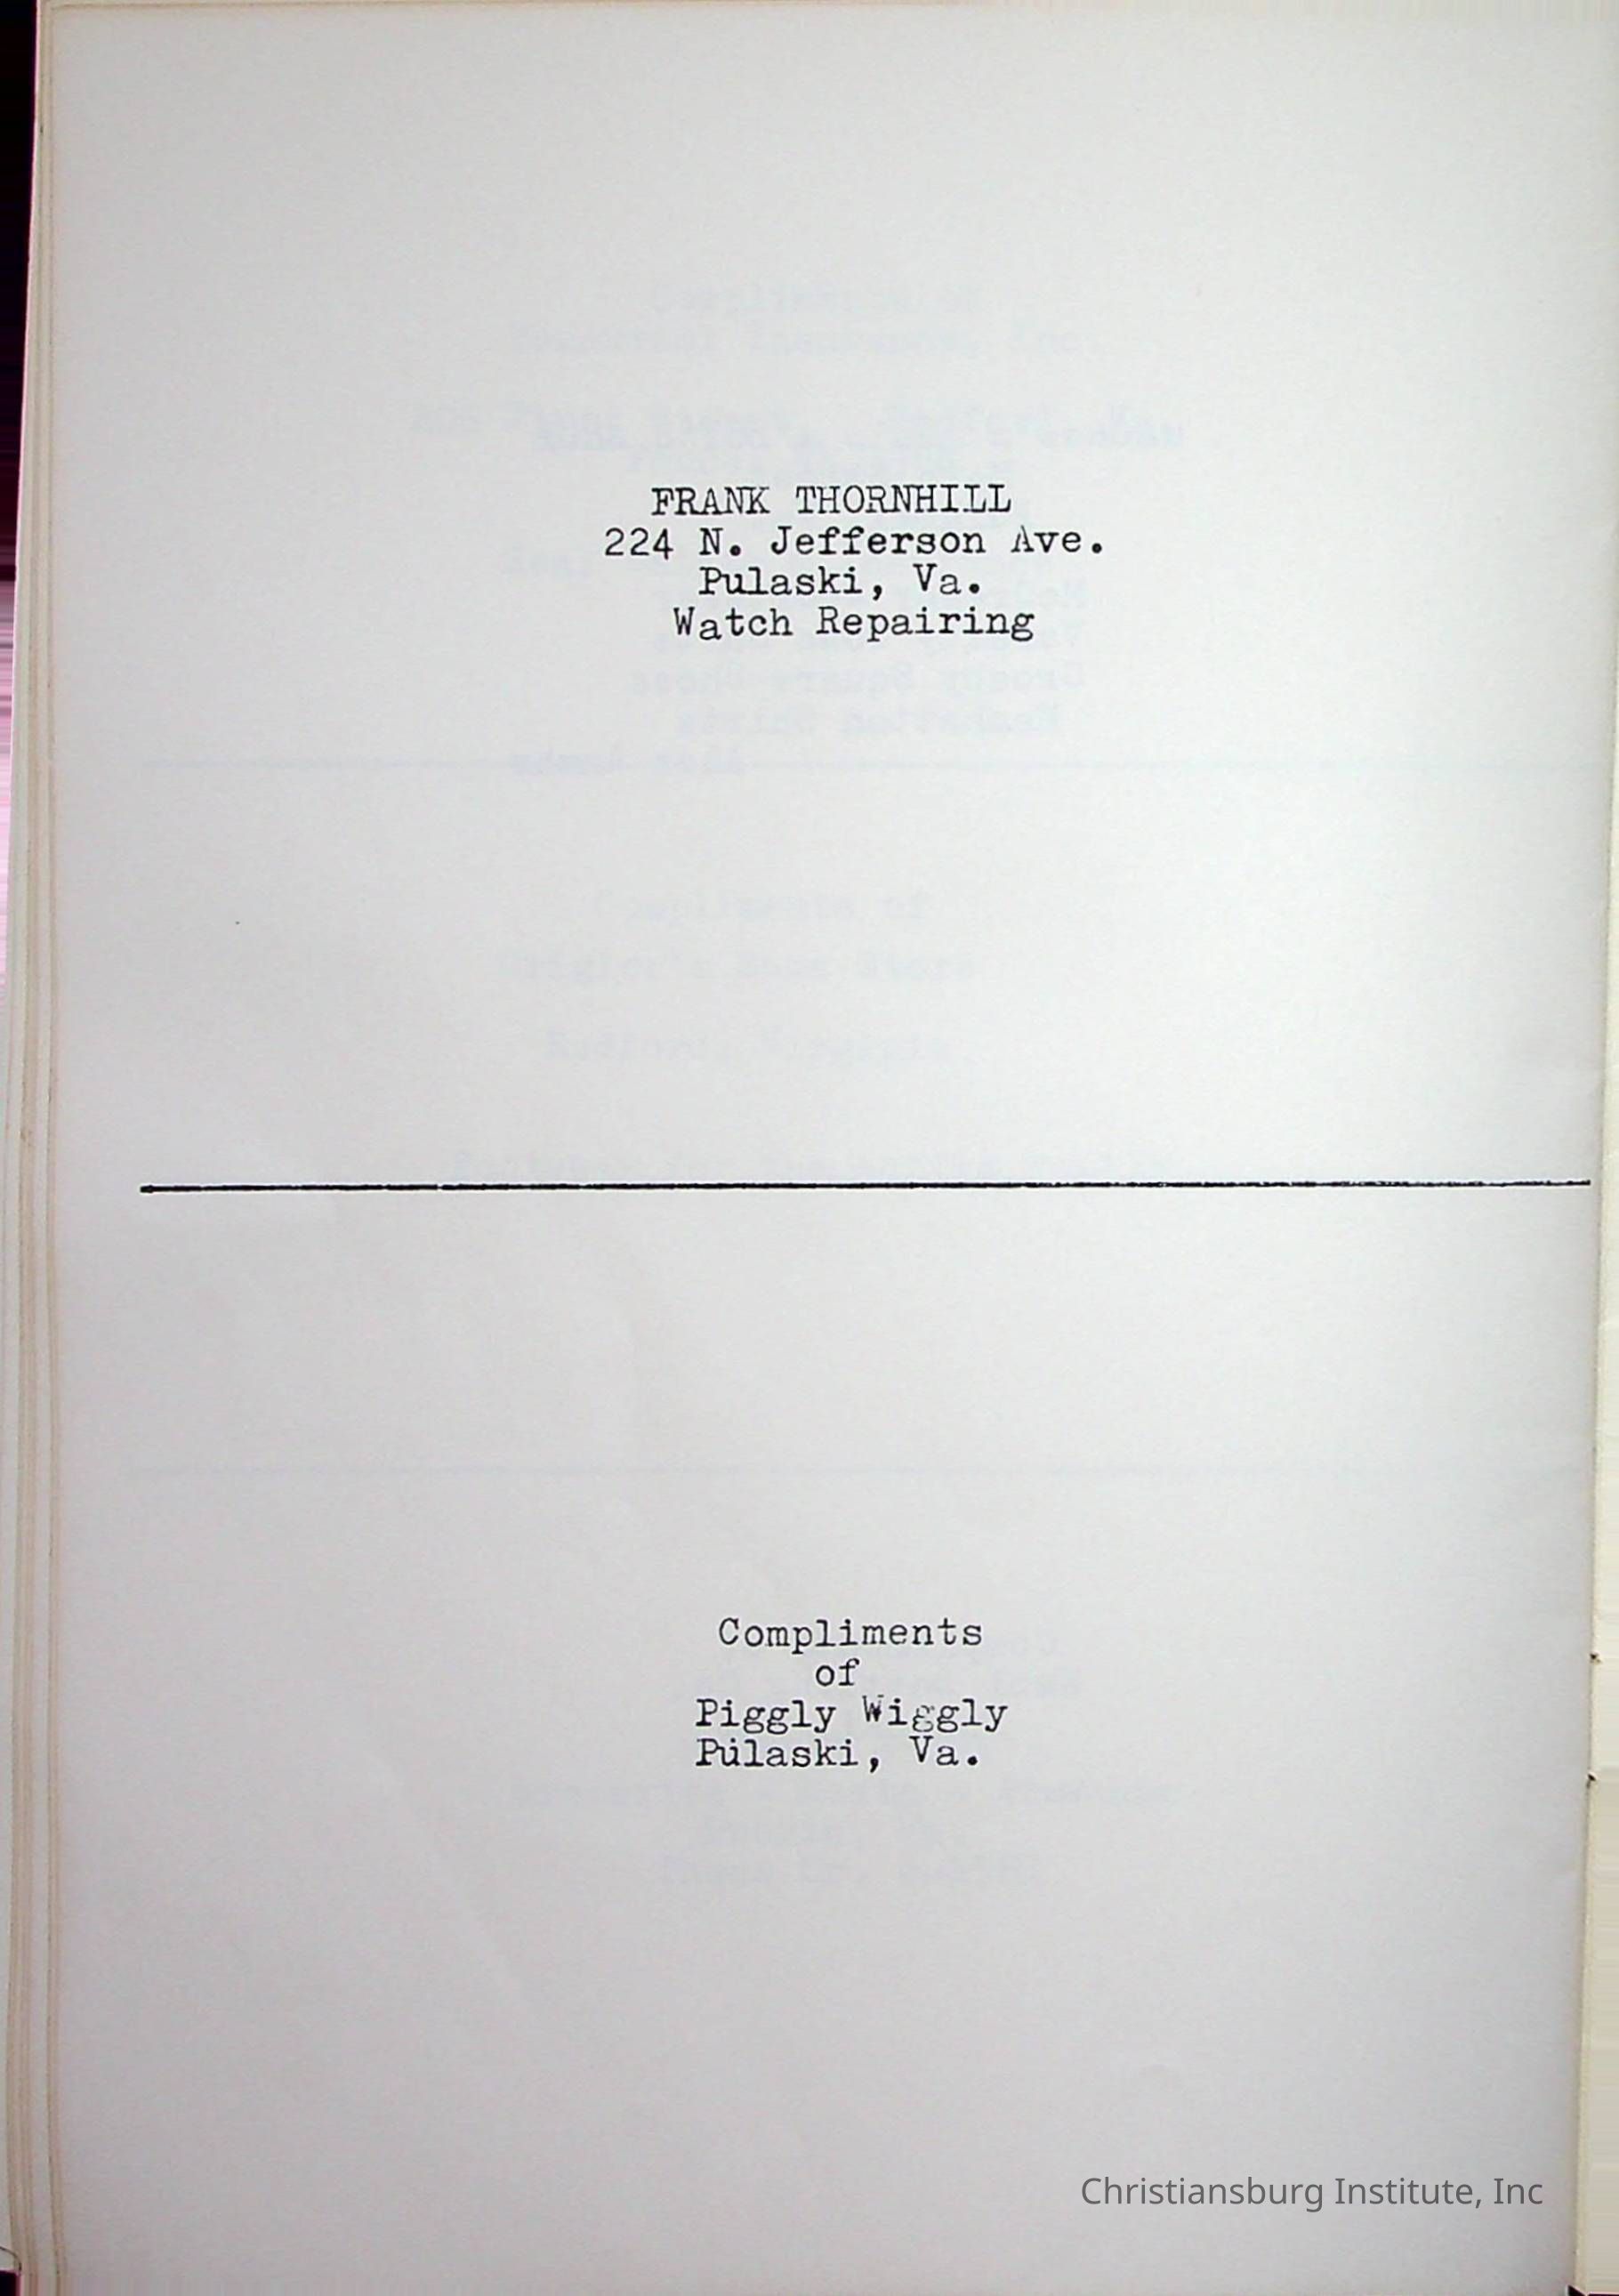 FRANK THORNHILL
224 N. Jefferson Ave.
Pulaski, Va.
Watch Repairing
Compliments
of
Piggly Wiggly
Pulaski, Va.
Christiansburg Institute, Inc